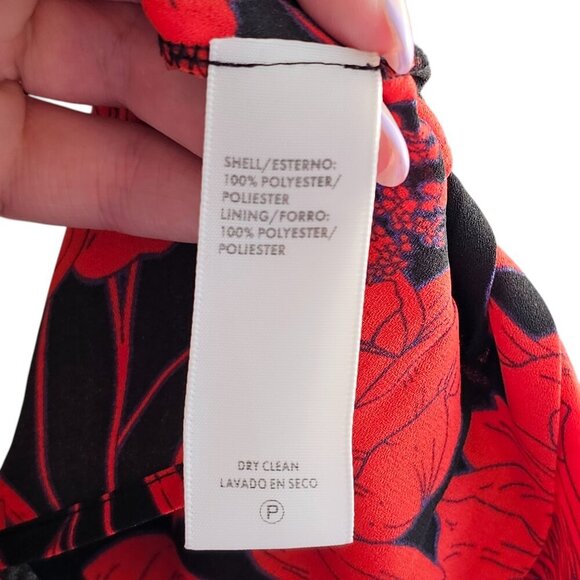 SHELL/ESTERNO:
100% POLYESTER/
POLIESTER
LINING/FORRO:
100% POLYESTER/
POLIESTER
DRY CLEAN
LAVADO EN SECO
P